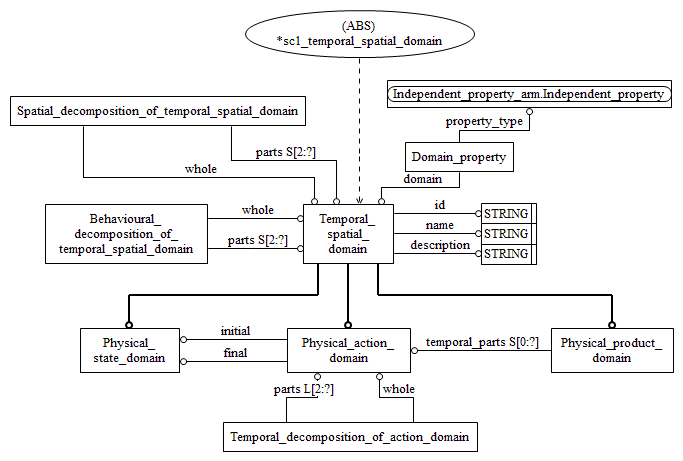 (ABS)
*sc1_temporal_spatial_domain
Independent_property_arm.Independent_property
Spatial_decomposition_of_temporal_spatial_domain
property_type
parts S[2:?]
Domain_property
whole
domain
Behavioural_
decomposition_of_
temporal_spatial_domain
whole
parts S[2:?]
Temporal_
spatial_
domain
id
STRING
name
STRING
description
STRING
Physical_
state_domain
initial
final
Physical_action_
domain
temporal_parts S[0:?]
Physical_product_
domain
parts L[2:?]
whole
Temporal_decomposition_of_action_domain